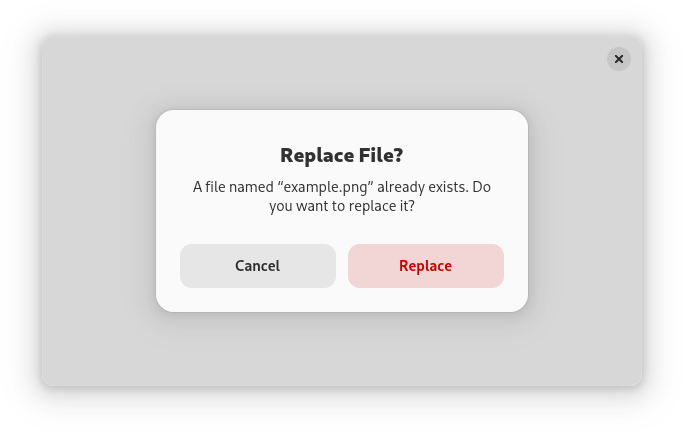 Replace File?
A file named “example.png” already exists. Do
you want to replace it?
Cancel
Replace